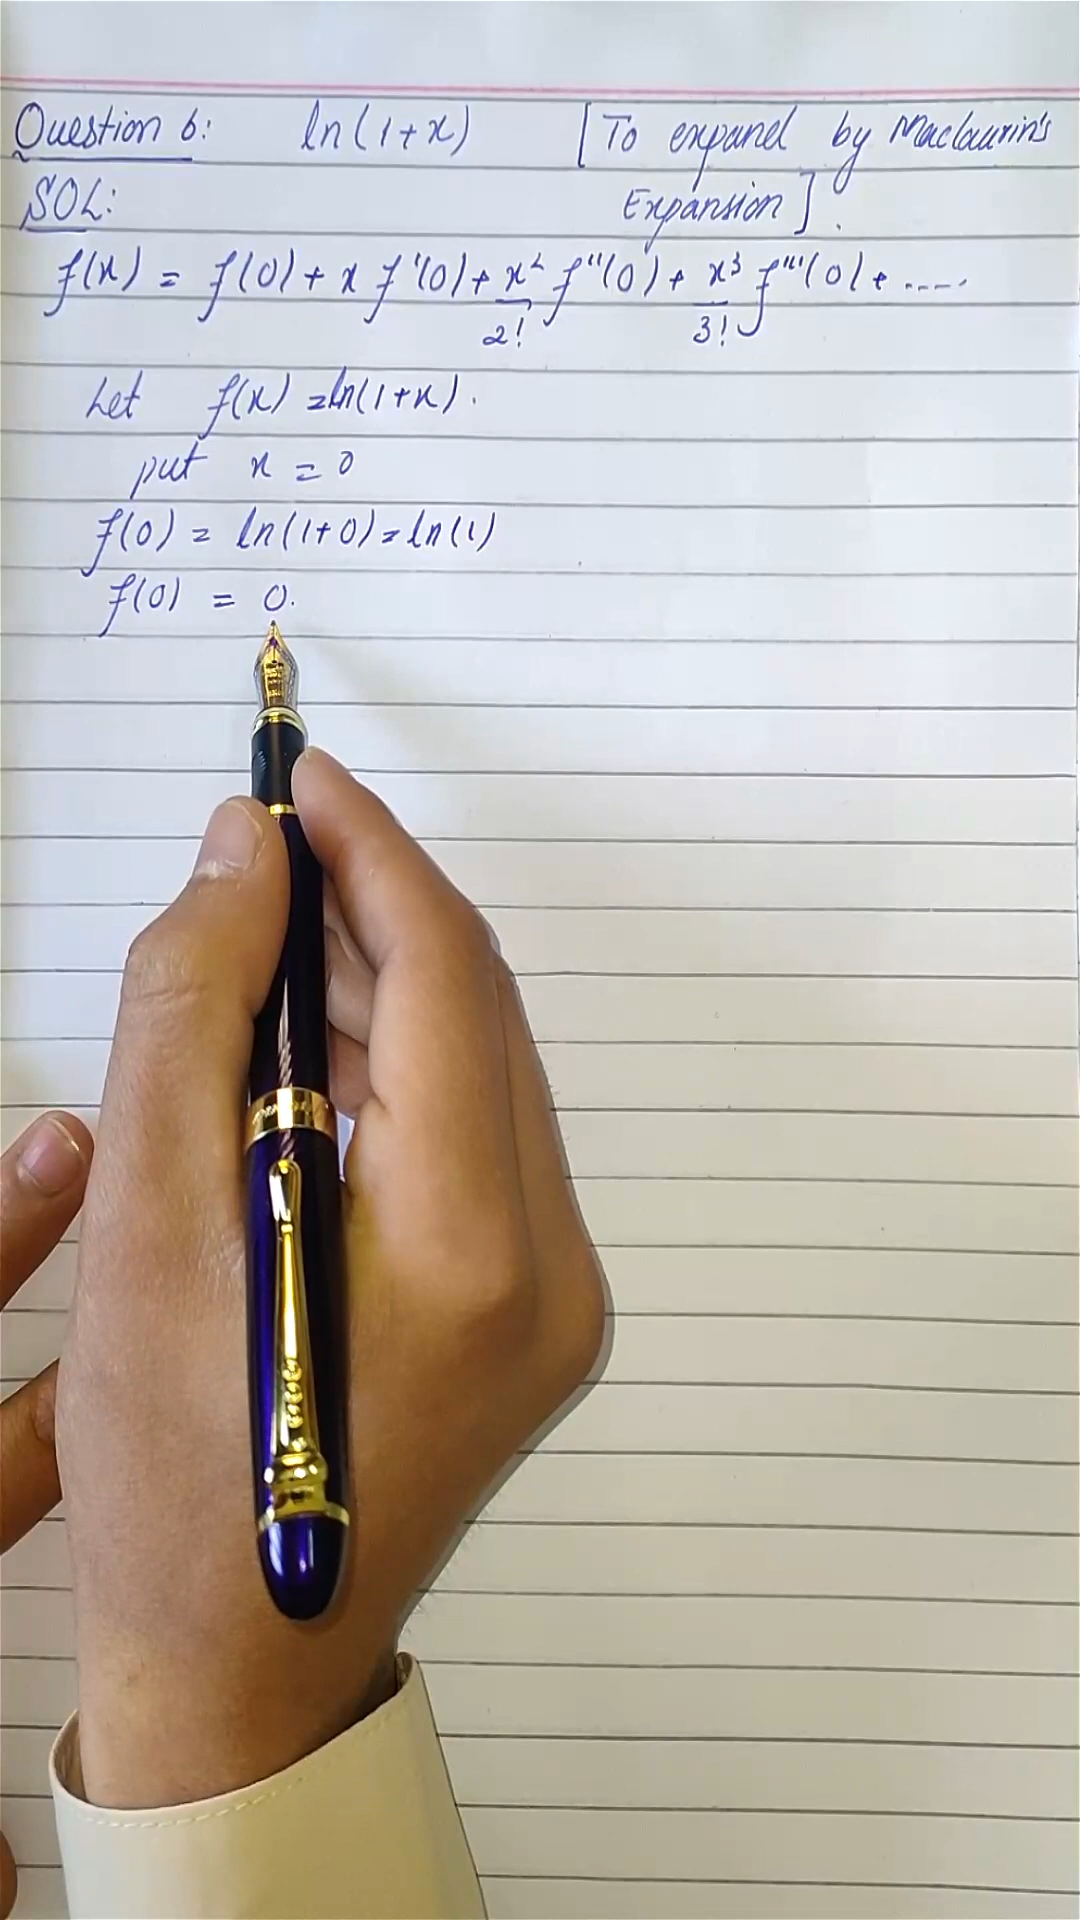 Question 6: ln(1+x) [To expand by Maclaurin's
SOL: Expansion].
f(x) = f(0) + x f'(0) + x²/2! f''(0) + x³/3! f'''(0) + .....
Let f(x) = ln(1+x).
put x = 0
f(0) = ln(1+0) = ln(1)
f(0) = 0.